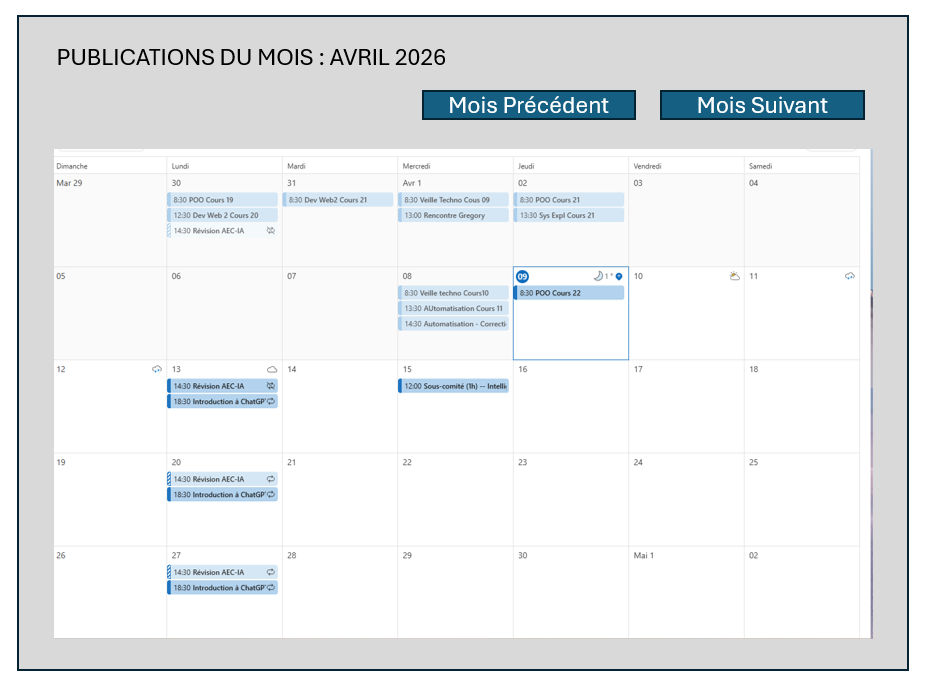 PUBLICATIONS DU MOIS : AVRIL 2026
Mois Précédent
Mois Suivant
Dimanche Lundi Mardi Mercredi Jeudi Vendredi Samedi
Mar 29 30 31 Avr 1 02 03 04
8:30 POO Cours 19
12:30 Dev Web 2 Cours 20
14:30 Révision AEC-IA
8:30 Dev Web2 Cours 21
8:30 Veille Techno Cous 09
13:00 Rencontre Gregory
8:30 POO Cours 21
13:30 Sys Expl Cours 21
05 06 07 08 09 1° 10 11
8:30 Veille techno Cours10
13:30 AUtomatisation Cours 11
14:30 Automatisation - Correcti
8:30 POO Cours 22
12 13 14 15 16 17 18
14:30 Révision AEC-IA
18:30 Introduction à ChatGP
12:00 Sous-comité (1h) -- Intelli
19 20 21 22 23 24 25
14:30 Révision AEC-IA
18:30 Introduction à ChatGP
26 27 28 29 30 Mai 1 02
14:30 Révision AEC-IA
18:30 Introduction à ChatGP